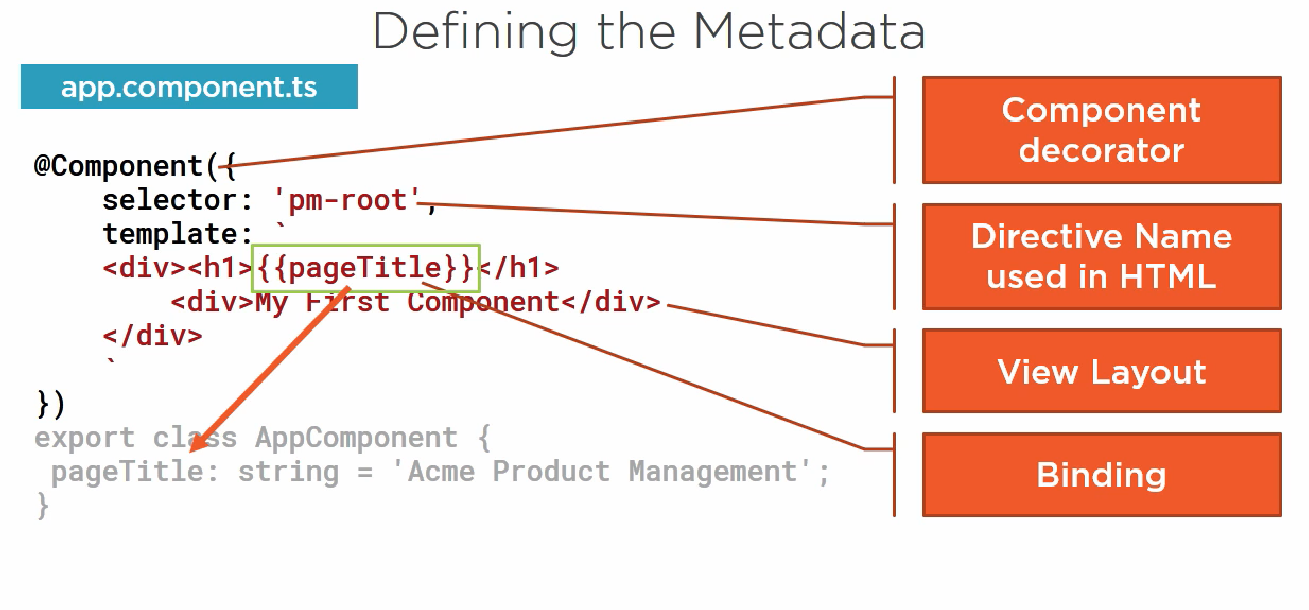 Defining the Metadata
app.component.ts
@Component({
selector: 'pm-root',
template: `
<div><h1>{{pageTitle}}</h1>
<div>My First Component</div>
</div>
`
})
export class AppComponent {
pageTitle: string = 'Acme Product Management';
}
Component
decorator
Directive Name
used in HTML
View Layout
Binding